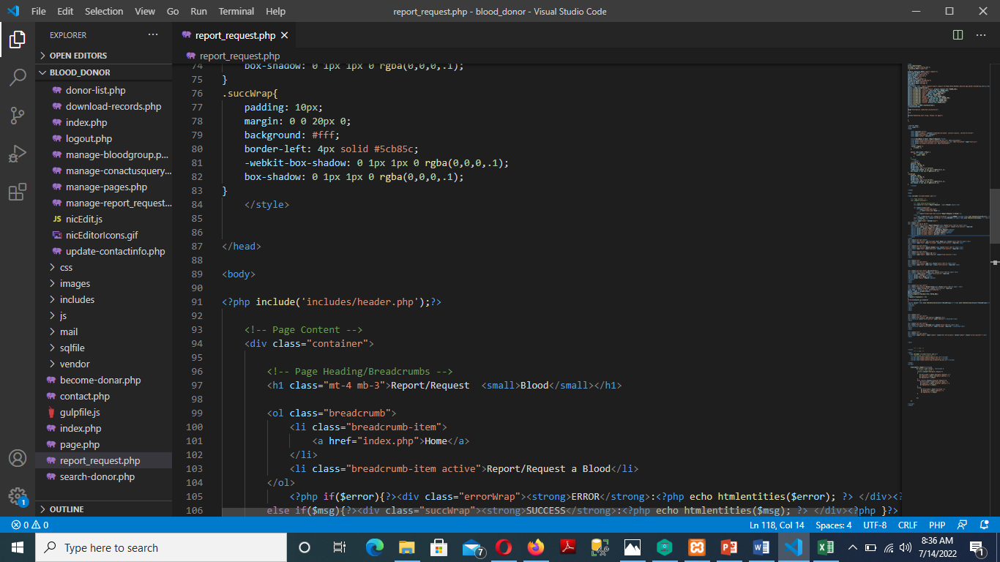 File Edit Selection View Go Run Terminal Help report_request.php - blood_donor - Visual Studio Code
EXPLORER
OPEN EDITORS
BLOOD_DONOR
donor-list.php
download-records.php
index.php
logout.php
manage-bloodgroup.p...
manage-conactusquery...
manage-pages.php
manage-report_request...
JS nicEdit.js
nicEditorIcons.gif
update-contactinfo.php
css
images
includes
js
mail
sqlfile
vendor
become-donar.php
contact.php
gulpfile.js
index.php
page.php
report_request.php
search-donor.php
OUTLINE
report_request.php
report_request.php
74 box-shadow: 0 1px 1px 0 rgba(0,0,0,.1);
75 }
76 .succWrap{
77 padding: 10px;
78 margin: 0 0 20px 0;
79 background: #fff;
80 border-left: 4px solid #5cb85c;
81 -webkit-box-shadow: 0 1px 1px 0 rgba(0,0,0,.1);
82 box-shadow: 0 1px 1px 0 rgba(0,0,0,.1);
83 }
84 </style>
85
86
87 </head>
88
89 <body>
90
91 <?php include('includes/header.php');?>
92
93 <!-- Page Content -->
94 <div class="container">
95
96 <!-- Page Heading/Breadcrumbs -->
97 <h1 class="mt-4 mb-3">Report/Request  <small>Blood</small></h1>
98
99 <ol class="breadcrumb">
100 <li class="breadcrumb-item">
101 <a href="index.php">Home</a>
102 </li>
103 <li class="breadcrumb-item active">Report/Request a Blood</li>
104 </ol>
105 <?php if($error){?><div class="errorWrap"><strong>ERROR</strong>:<?php echo htmlentities($error); ?> </div><?
106 else if($msg){?><div class="succWrap"><strong>SUCCESS</strong>:<?php echo htmlentities($msg); ?> </div><?php }?>
0 0 Ln 118, Col 14 Spaces: 4 UTF-8 CRLF PHP
1
Type here to search
7
8:36 AM
7/14/2022
1